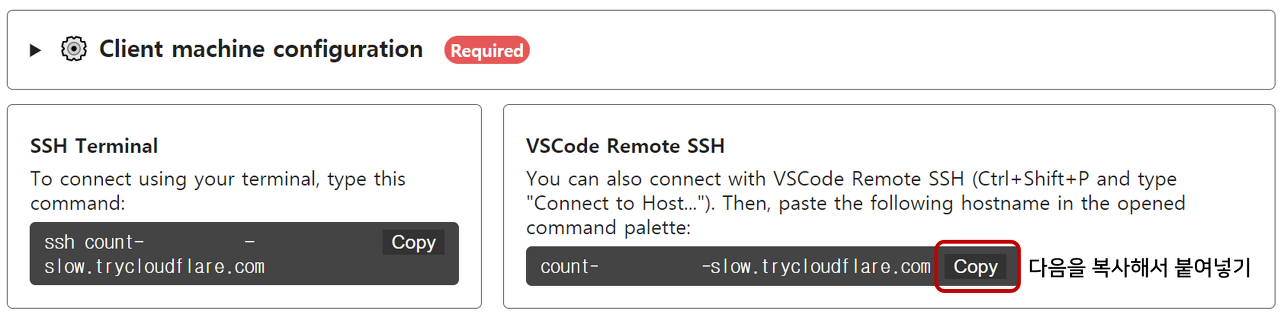 ▶ Client machine configuration Required
SSH Terminal
To connect using your terminal, type this
command:
ssh count- -
slow.trycloudflare.com
Copy
VSCode Remote SSH
You can also connect with VSCode Remote SSH (Ctrl+Shift+P and type
"Connect to Host..."). Then, paste the following hostname in the opened
command palette:
count- -slow.trycloudflare.com Copy 다음을 복사해서 붙여넣기